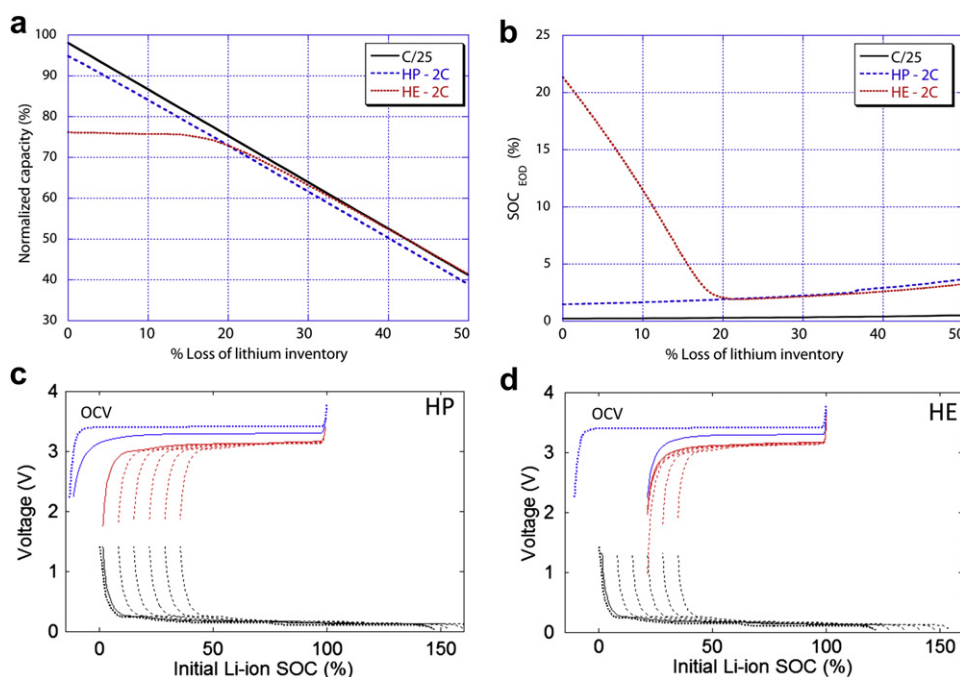 a
100
90
80
70
60
50
40
30
Normalized capacity (%)
C/25
HP - 2C
HE - 2C
0 10 20 30 40 50
% Loss of lithium inventory
b
25
20
15
10
5
0
SOC EOD (%)
C/25
HP - 2C
HE - 2C
0 10 20 30 40 50
% Loss of lithium inventory
c
4
3
2
1
0
Voltage (V)
OCV
HP
0 50 100 150
Initial Li-ion SOC (%)
d
4
3
2
1
0
Voltage (V)
OCV
HE
0 50 100 150
Initial Li-ion SOC (%)